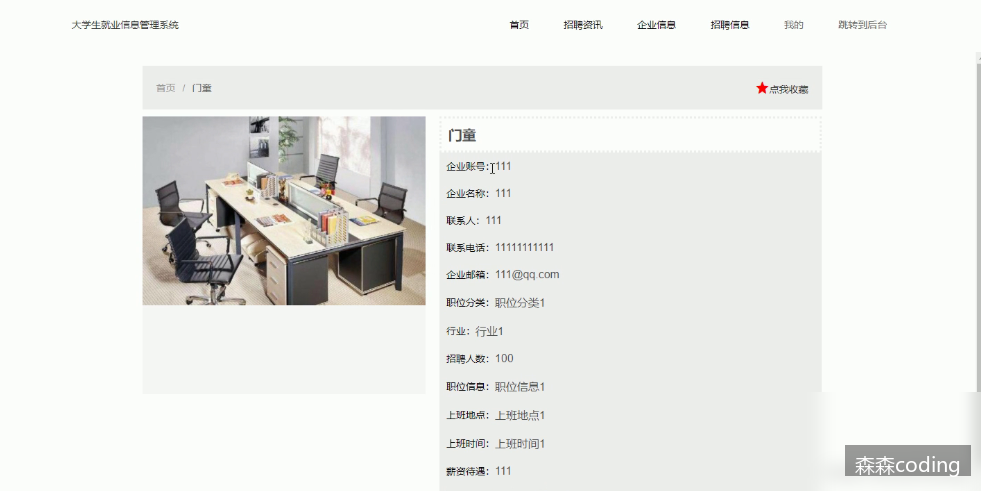 大学生就业信息管理系统 首页 招聘资讯 企业信息 招聘信息 我的 跳转到后台
首页 / 门童 ★点我收藏
门童
企业账号：111
企业名称：111
联系人：111
联系电话：11111111111
企业邮箱：111@qq.com
职位分类：职位分类1
行业：行业1
招聘人数：100
职位信息：职位信息1
上班地点：上班地点1
上班时间：上班时间1
薪资待遇：111
森森coding